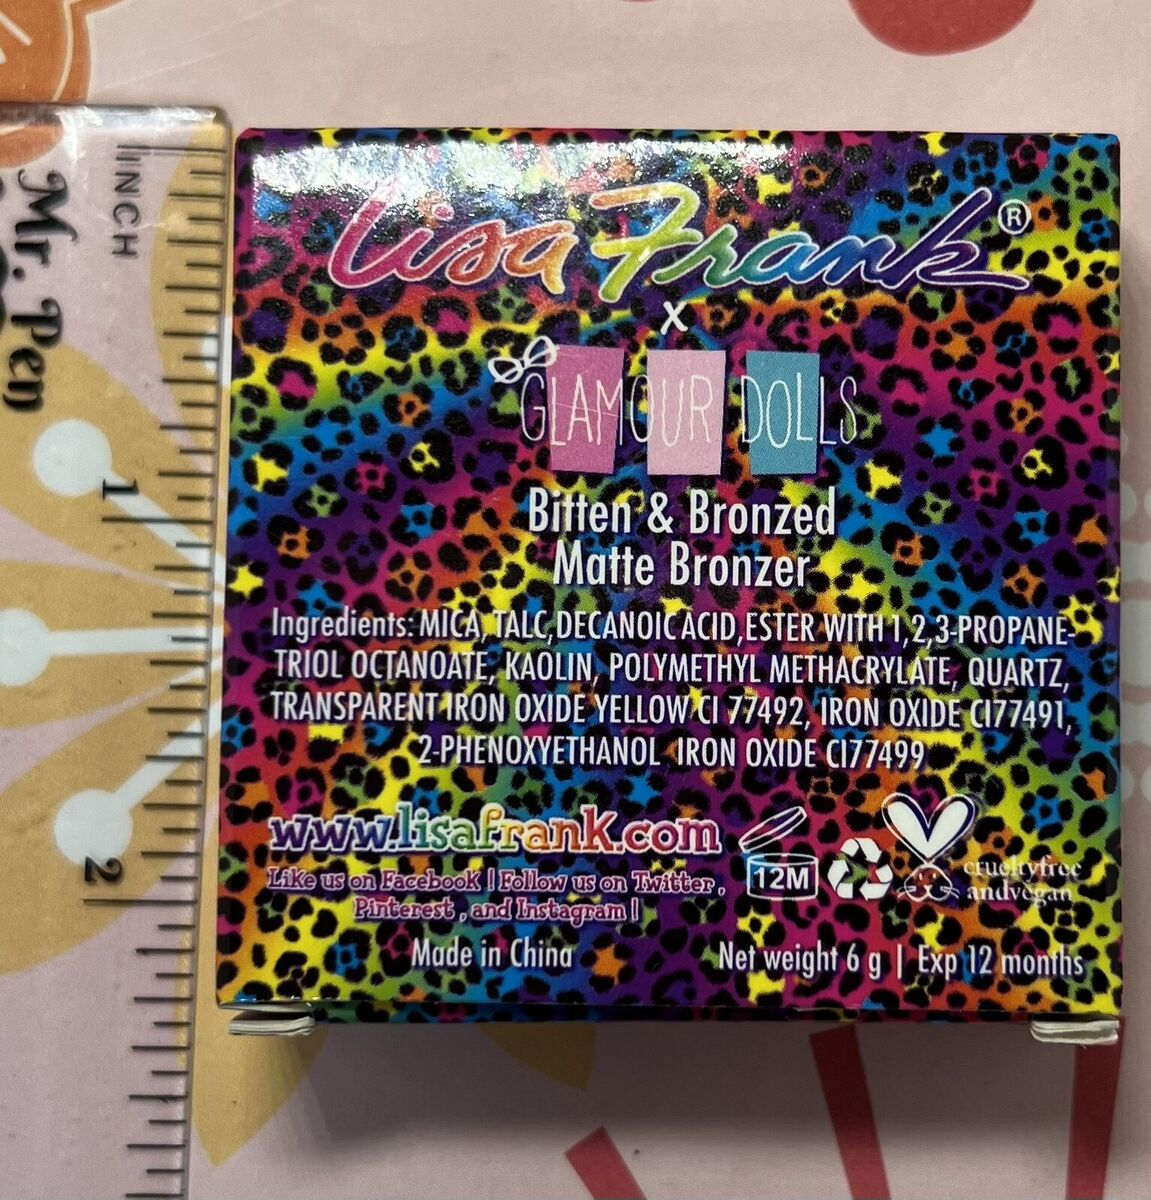 INCH
Mr. Pen
1
2
Lisa Frank®
x
GLAMOUR DOLLS
Bitten & Bronzed
Matte Bronzer
Ingredients: MICA, TALC, DECANOIC ACID, ESTER WITH 1,2,3-PROPANE-
TRIOL OCTANOATE, KAOLIN, POLYMETHYL METHACRYLATE, QUARTZ,
TRANSPARENT IRON OXIDE YELLOW CI 77492, IRON OXIDE CI77491,
2-PHENOXYETHANOL IRON OXIDE CI77499
www.lisafrank.com
Like us on Facebook | Follow us on Twitter,
Pinterest, and Instagram!
12M
crueltyfree
andvegan
Made in China
Net weight 6 g | Exp 12 months